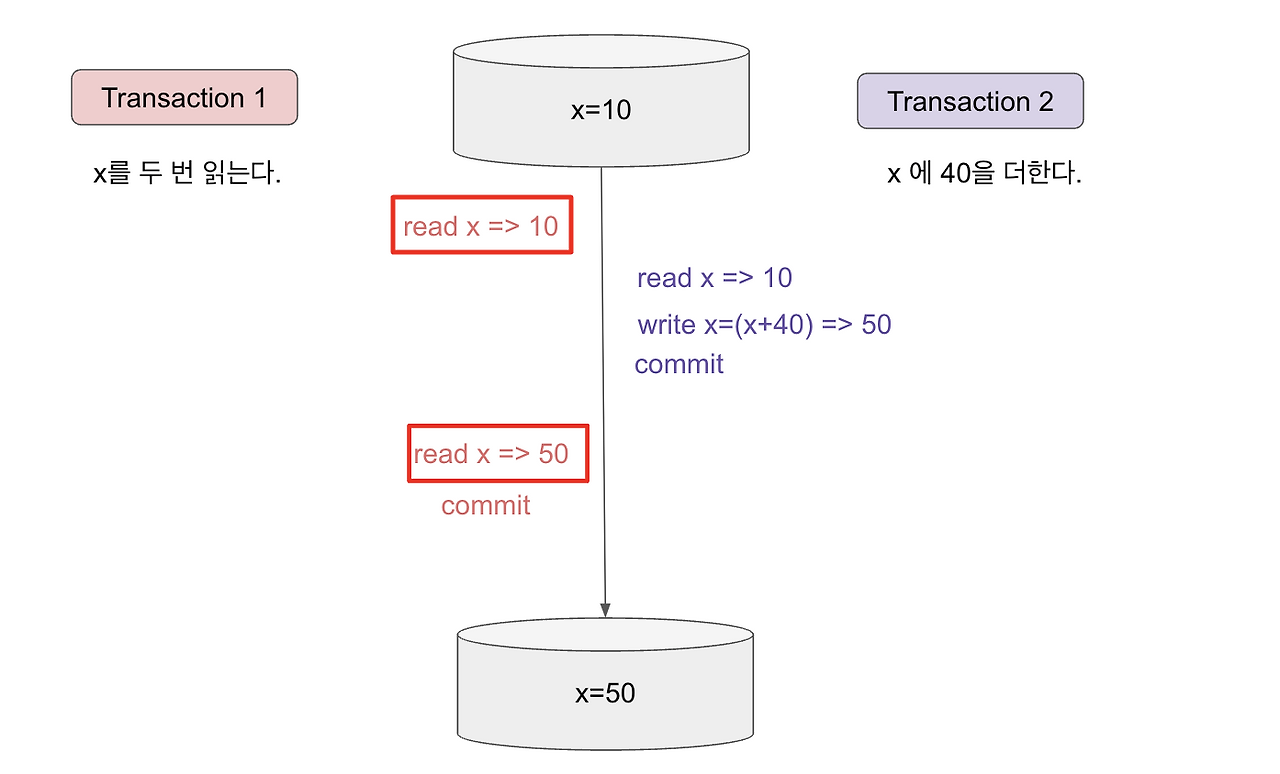 Transaction 1
x=10
Transaction 2
x를 두 번 읽는다.
x 에 40을 더한다.
read x => 10
read x => 10
write x=(x+40) => 50
commit
read x => 50
commit
x=50